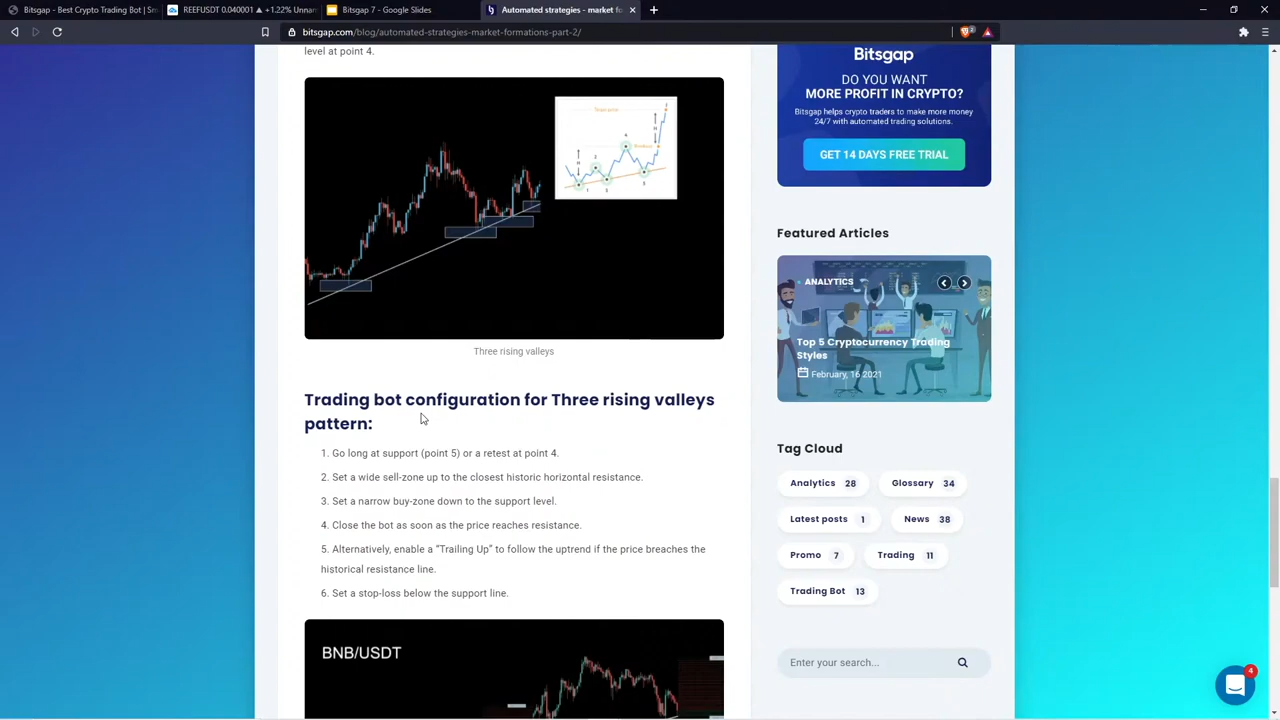 Bitsgap - Best Crypto Trading Bot | Sm
REEFUSDT 0.040001 ▲ +1.22% Unnam
Bitsgap 7 - Google Slides
Automated strategies - market fo
bitsgap.com/blog/automated-strategies-market-formations-part-2/
level at point 4.
Target price
Breakout
H
H
1
2
3
4
5
Three rising valleys
Trading bot configuration for Three rising valleys
pattern:
1. Go long at support (point 5) or a retest at point 4.
2. Set a wide sell-zone up to the closest historic horizontal resistance.
3. Set a narrow buy-zone down to the support level.
4. Close the bot as soon as the price reaches resistance.
5. Alternatively, enable a “Trailing Up” to follow the uptrend if the price breaches the
historical resistance line.
6. Set a stop-loss below the support line.
BNB/USDT
Bitsgap
DO YOU WANT
MORE PROFIT IN CRYPTO?
Bitsgap helps crypto traders to make more money
24/7 with automated trading solutions.
GET 14 DAYS FREE TRIAL
Featured Articles
ANALYTICS
Top 5 Cryptocurrency Trading
Styles
February, 16 2021
Tag Cloud
Analytics 28
Glossary 34
Latest posts 1
News 38
Promo 7
Trading 11
Trading Bot 13
Enter your search...
4